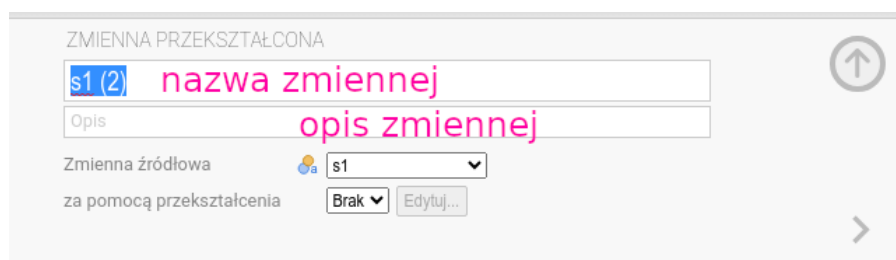 ZMIENNA PRZEKSZTAŁCONA
s1 (2) nazwa zmiennej
Opis opis zmiennej
Zmienna źródłowa a s1
za pomocą przekształcenia Brak Edytuj...